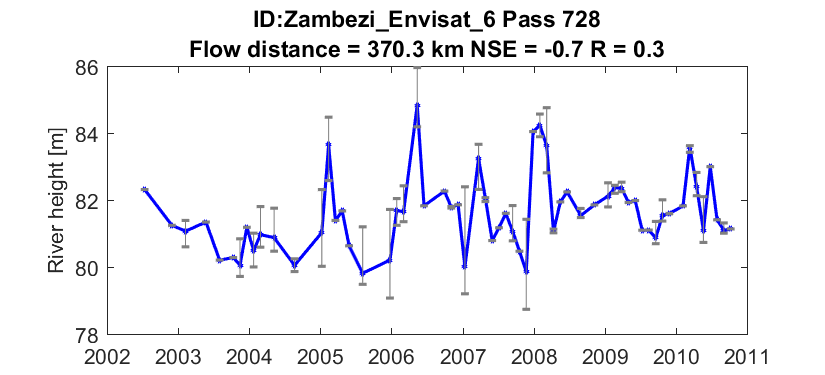 ID:Zambezi_Envisat_6 Pass 728
Flow distance = 370.3 km NSE = -0.7 R = 0.3
River height [m]
86
84
82
80
78
2002 2003 2004 2005 2006 2007 2008 2009 2010 2011